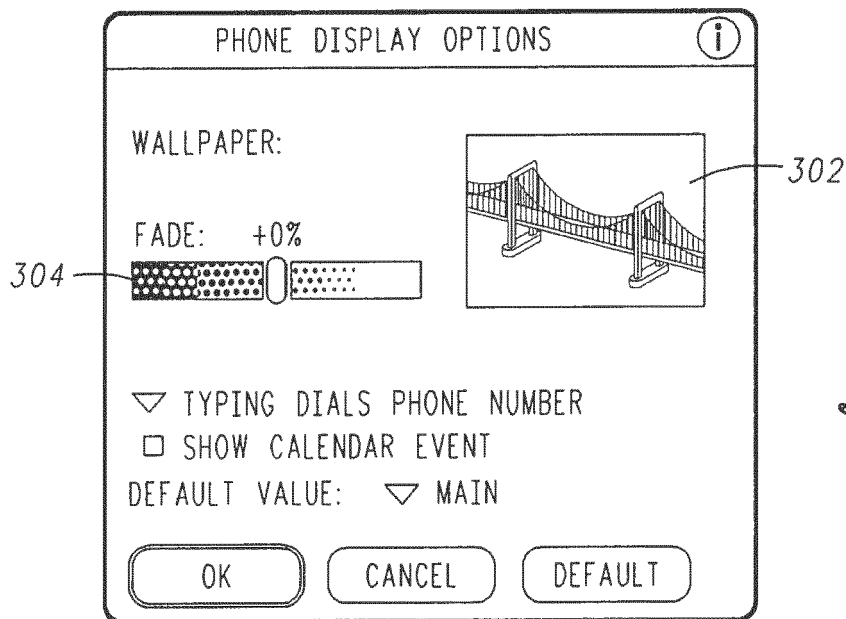 PHONE DISPLAY OPTIONS i
WALLPAPER:
302
FADE: +0%
304
TYPING DIALS PHONE NUMBER
SHOW CALENDAR EVENT
DEFAULT VALUE: MAIN
OK CANCEL DEFAULT